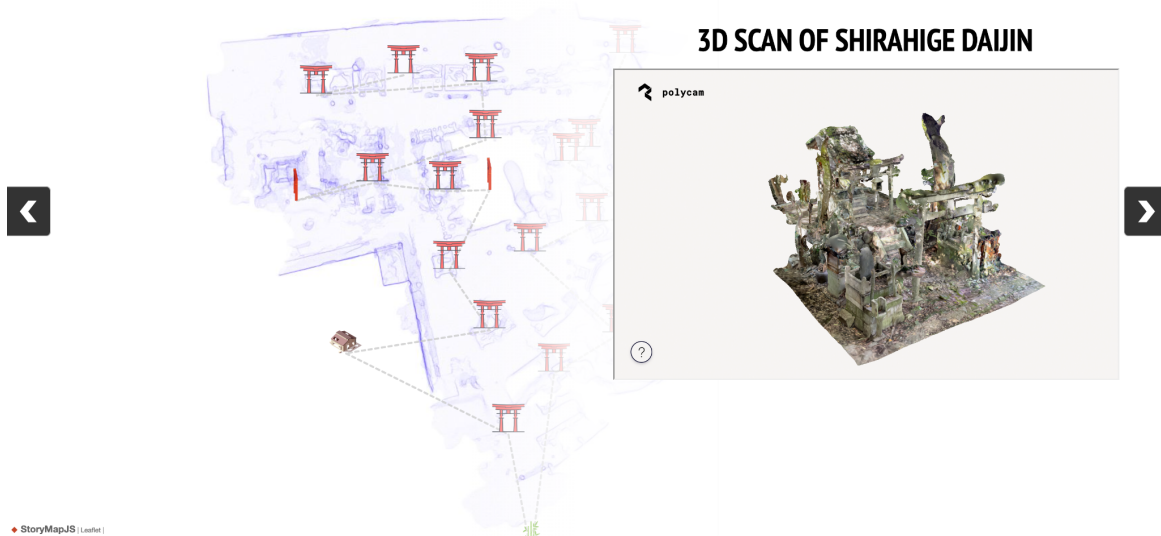 3D SCAN OF SHIRAHIGE DAIJIN
polycam
?
StoryMapJS | Leaflet |